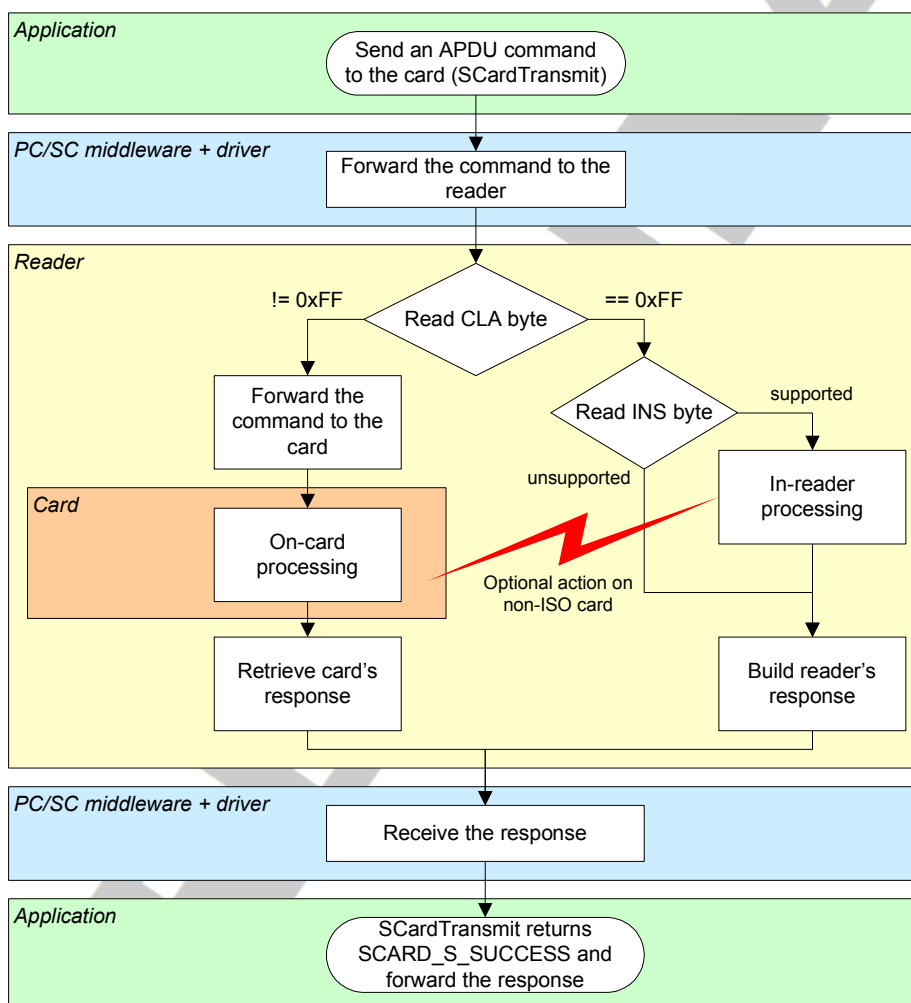 Application
Send an APDU command
to the card (SCardTransmit)
PC/SC middleware + driver
Forward the command to the
reader
Reader
!= 0xFF
== 0xFF
Read CLA byte
Forward the
command to the
card
Read INS byte
supported
unsupported
Card
On-card
processing
In-reader
processing
Optional action on
non-ISO card
Retrieve card's
response
Build reader's
response
PC/SC middleware + driver
Receive the response
Application
SCardTransmit returns
SCARD_S_SUCCESS and
forward the response